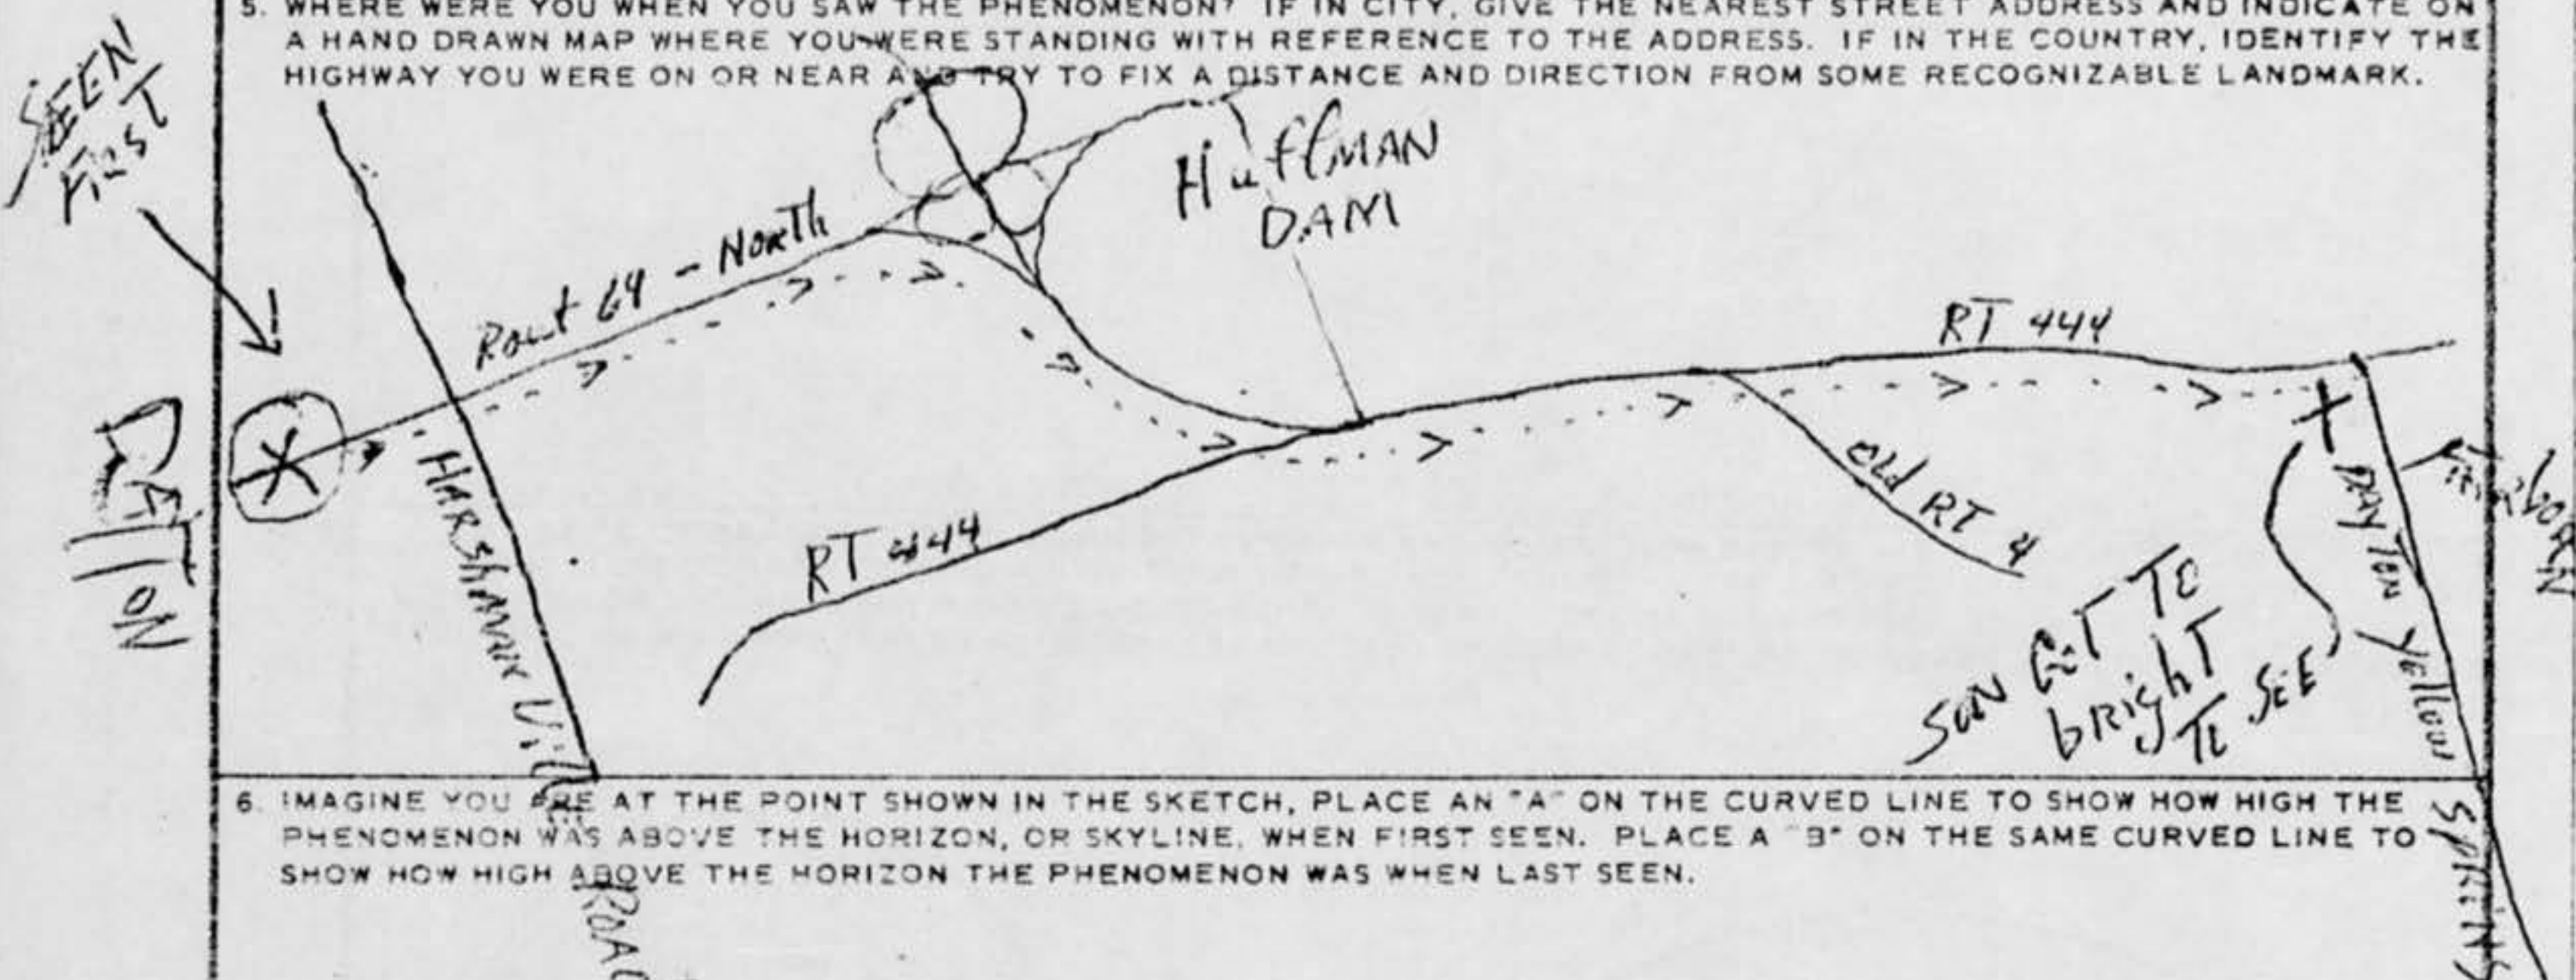 5. WHERE WERE YOU WHEN YOU SAW THE PHENOMENON? IF IN CITY, GIVE THE NEAREST STREET ADDRESS AND INDICATE ON
A HAND DRAWN MAP WHERE YOU WERE STANDING WITH REFERENCE TO THE ADDRESS. IF IN THE COUNTRY, IDENTIFY THE
HIGHWAY YOU WERE ON OR NEAR AND TRY TO FIX A DISTANCE AND DIRECTION FROM SOME RECOGNIZABLE LANDMARK.
SEEN
FIRST
HuffMAN
DAM
Rout 69 - North
RT 444
DAYTON
HARShMAN Ville
ROAD
RT 444
Old RT 4
FAIRboRN
DAYTON Yellow SPRINGS
SUN GET TO
bRighT
To SEE
6. IMAGINE YOU ARE AT THE POINT SHOWN IN THE SKETCH, PLACE AN "A" ON THE CURVED LINE TO SHOW HOW HIGH THE
PHENOMENON WAS ABOVE THE HORIZON, OR SKYLINE, WHEN FIRST SEEN. PLACE A "B" ON THE SAME CURVED LINE TO
SHOW HOW HIGH ABOVE THE HORIZON THE PHENOMENON WAS WHEN LAST SEEN.